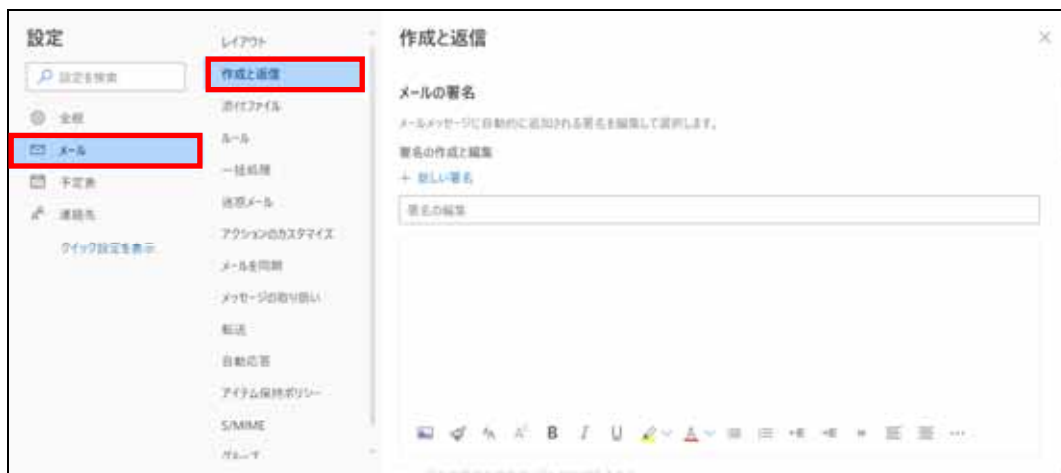 設定
設定を検索
全般
メール
予定表
連絡先
クイック設定を表示
レイアウト
作成と返信
添付ファイル
ルール
一括処理
迷惑メール
アクションのカスタマイズ
メールを同期
メッセージの取り扱い
転送
自動応答
アイテム保持ポリシー
S/MIME
グループ
作成と返信
メールの署名
メールメッセージに自動的に追加される署名を編集して選択します。
署名の作成と編集
+ 新しい署名
署名の編集